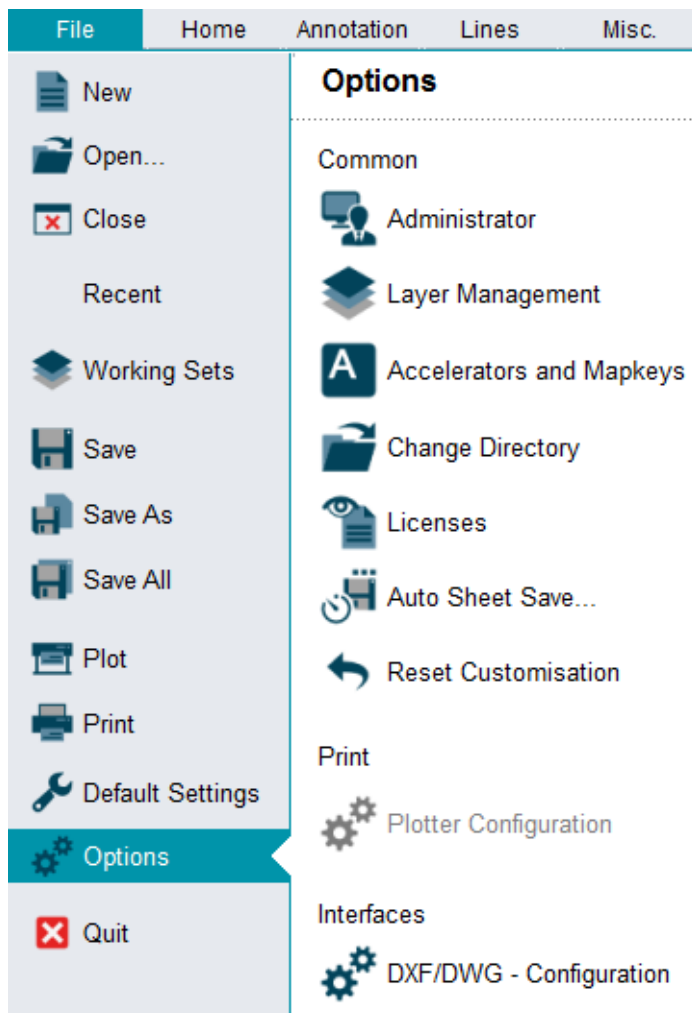 File Home Annotation Lines Misc.
New
Open...
Close
Recent
Working Sets
Save
Save As
Save All
Plot
Print
Default Settings
Options
Quit
Options
Common
Administrator
Layer Management
A Accelerators and Mapkeys
Change Directory
Licenses
Auto Sheet Save...
Reset Customisation
Print
Plotter Configuration
Interfaces
DXF/DWG - Configuration